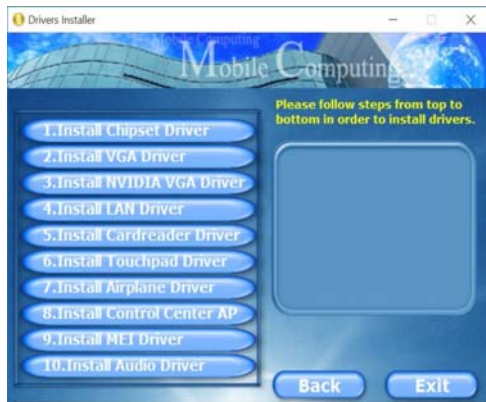 Drivers Installer
Mobile Computing
Mobile Computing
Please follow steps from top to
bottom in order to install drivers.
1.Install Chipset Driver
2.Install VGA Driver
3.Install NVIDIA VGA Driver
4.Install LAN Driver
5.Install Cardreader Driver
6.Install Touchpad Driver
7.Install Airplane Driver
8.Install Control Center AP
9.Install MEI Driver
10.Install Audio Driver
Back
Exit